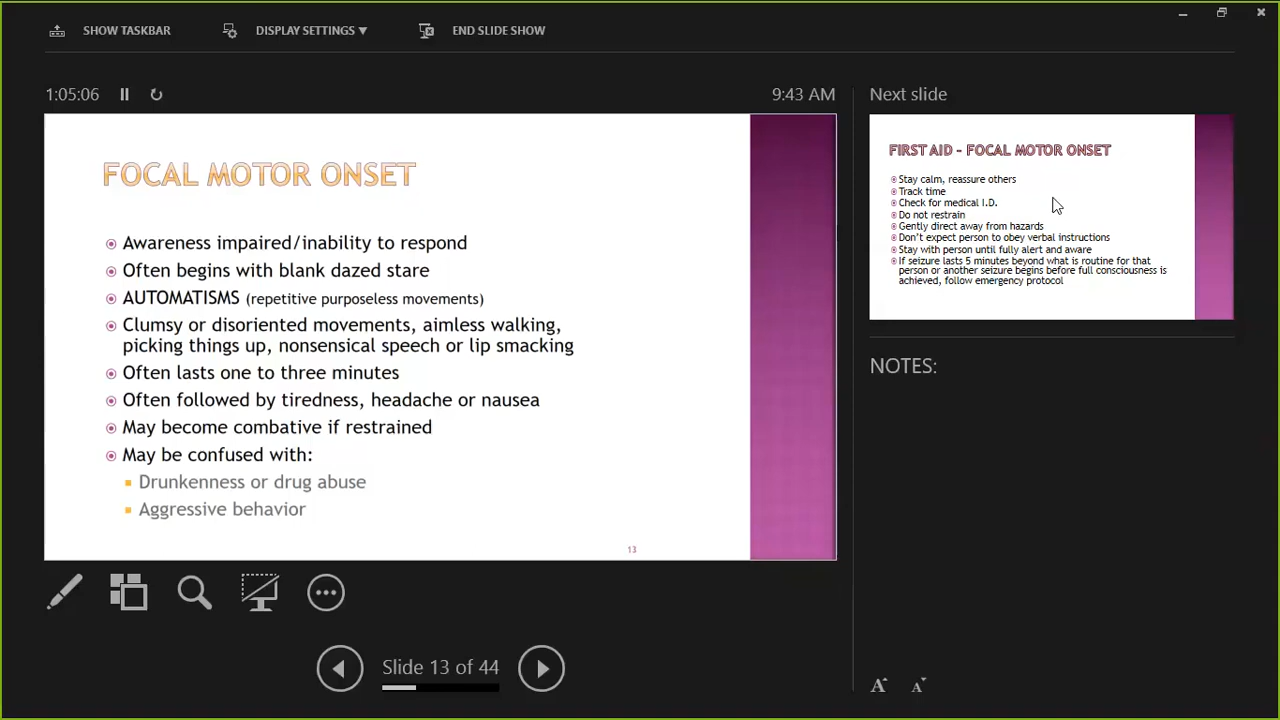 SHOW TASKBAR
DISPLAY SETTINGS ▼
END SLIDE SHOW
1:05:06
9:43 AM
FOCAL MOTOR ONSET
Awareness impaired/inability to respond
Often begins with blank dazed stare
AUTOMATISMS (repetitive purposeless movements)
Clumsy or disoriented movements, aimless walking,
picking things up, nonsensical speech or lip smacking
Often lasts one to three minutes
Often followed by tiredness, headache or nausea
May become combative if restrained
May be confused with:
Drunkenness or drug abuse
Aggressive behavior
13
Slide 13 of 44
Next slide
FIRST AID - FOCAL MOTOR ONSET
Stay calm, reassure others
Track time
Check for medical I.D.
Do not restrain
Gently direct away from hazards
Don't expect person to obey verbal instructions
Stay with person until fully alert and aware
If seizure lasts 5 minutes beyond what is routine for that
person or another seizure begins before full consciousness is
achieved, follow emergency protocol
NOTES:
A A